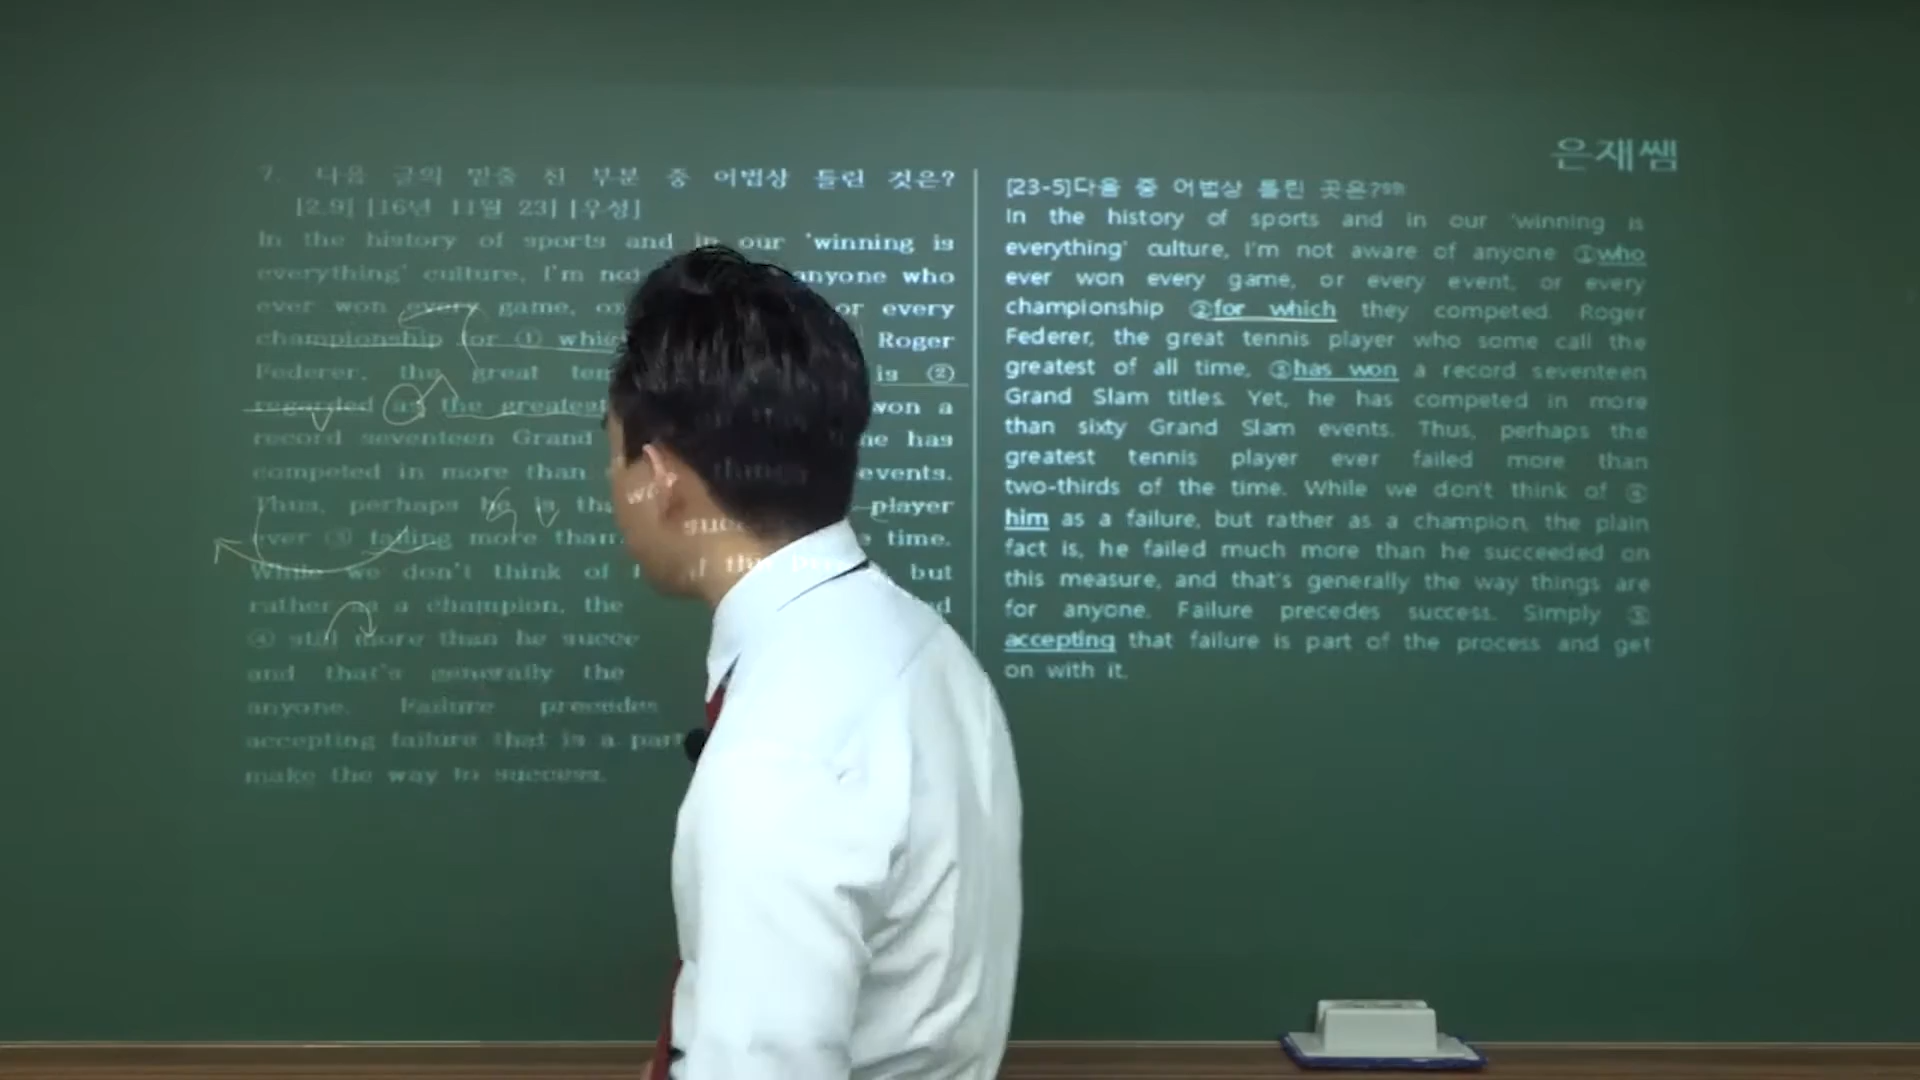 은재쌤
7. 다음 글의 밑줄 친 부분 중 어법상 틀린 것은?
[2.9] [16년 11월 23] [우성]
In the history of sports and in our 'winning is
everything' culture, I'm not anyone who
ever won every game, or every
championship for ① Roger
Federer, the great is ②
regarded as the greatest won a
record seventeen Grand he has
competed in more than events.
Thus, perhaps he is player
ever ③ failing more than time.
While we don't think of but
rather as a champion, the
④ still more than he
and that's generally the
anyone. Failure precedes
accepting failure that is a part
make the way to success.
[23-5]다음 중 어법상 틀린 곳은?
In the history of sports and in our 'winning is
everything' culture, I'm not aware of anyone ①who
ever won every game, or every event, or every
championship ②for which they competed. Roger
Federer, the great tennis player who some call the
greatest of all time, ③has won a record seventeen
Grand Slam titles. Yet, he has competed in more
than sixty Grand Slam events. Thus, perhaps the
greatest tennis player ever failed more than
two-thirds of the time. While we don't think of ④
him as a failure, but rather as a champion, the plain
fact is, he failed much more than he succeeded on
this measure, and that's generally the way things are
for anyone. Failure precedes success. Simply ⑤
accepting that failure is part of the process and get
on with it.